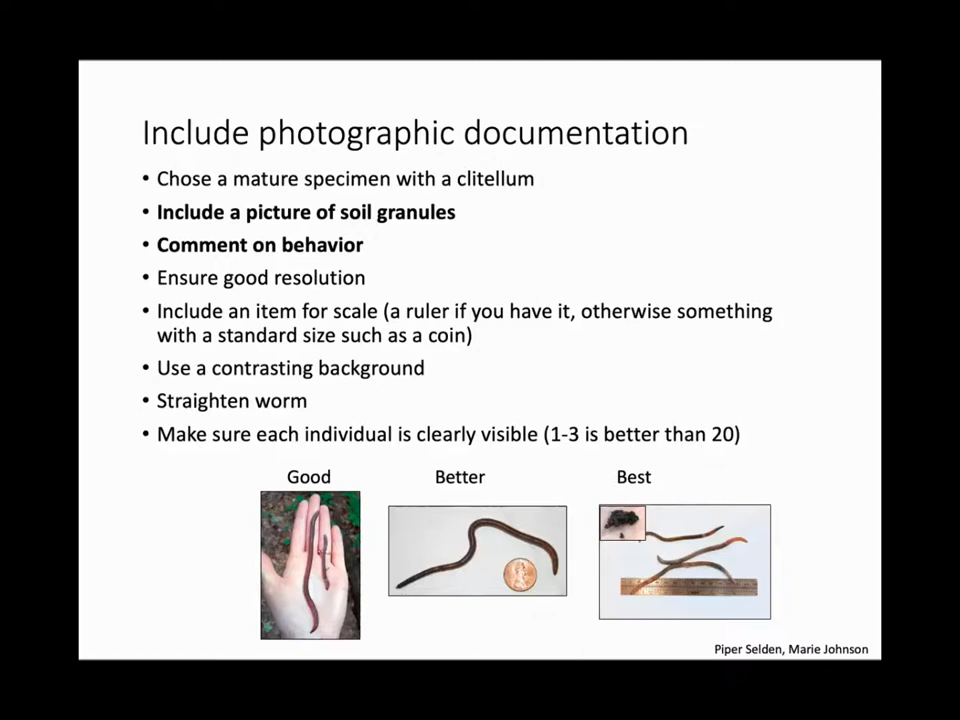 Include photographic documentation
• Chose a mature specimen with a clitellum
• Include a picture of soil granules
• Comment on behavior
• Ensure good resolution
• Include an item for scale (a ruler if you have it, otherwise something
with a standard size such as a coin)
• Use a contrasting background
• Straighten worm
• Make sure each individual is clearly visible (1-3 is better than 20)
Good Better Best
Piper Selden, Marie Johnson